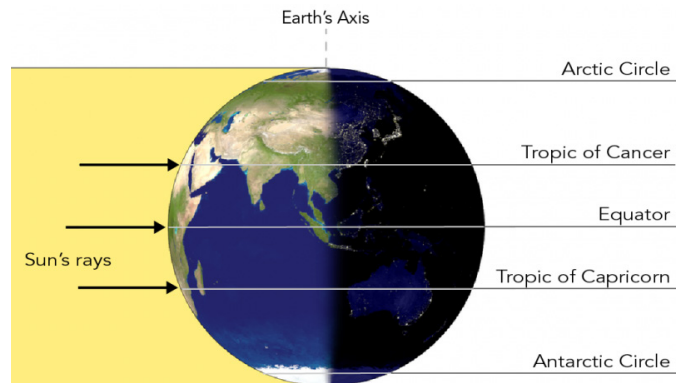 Earth's Axis
Arctic Circle
Tropic of Cancer
Equator
Sun's rays
Tropic of Capricorn
Antarctic Circle